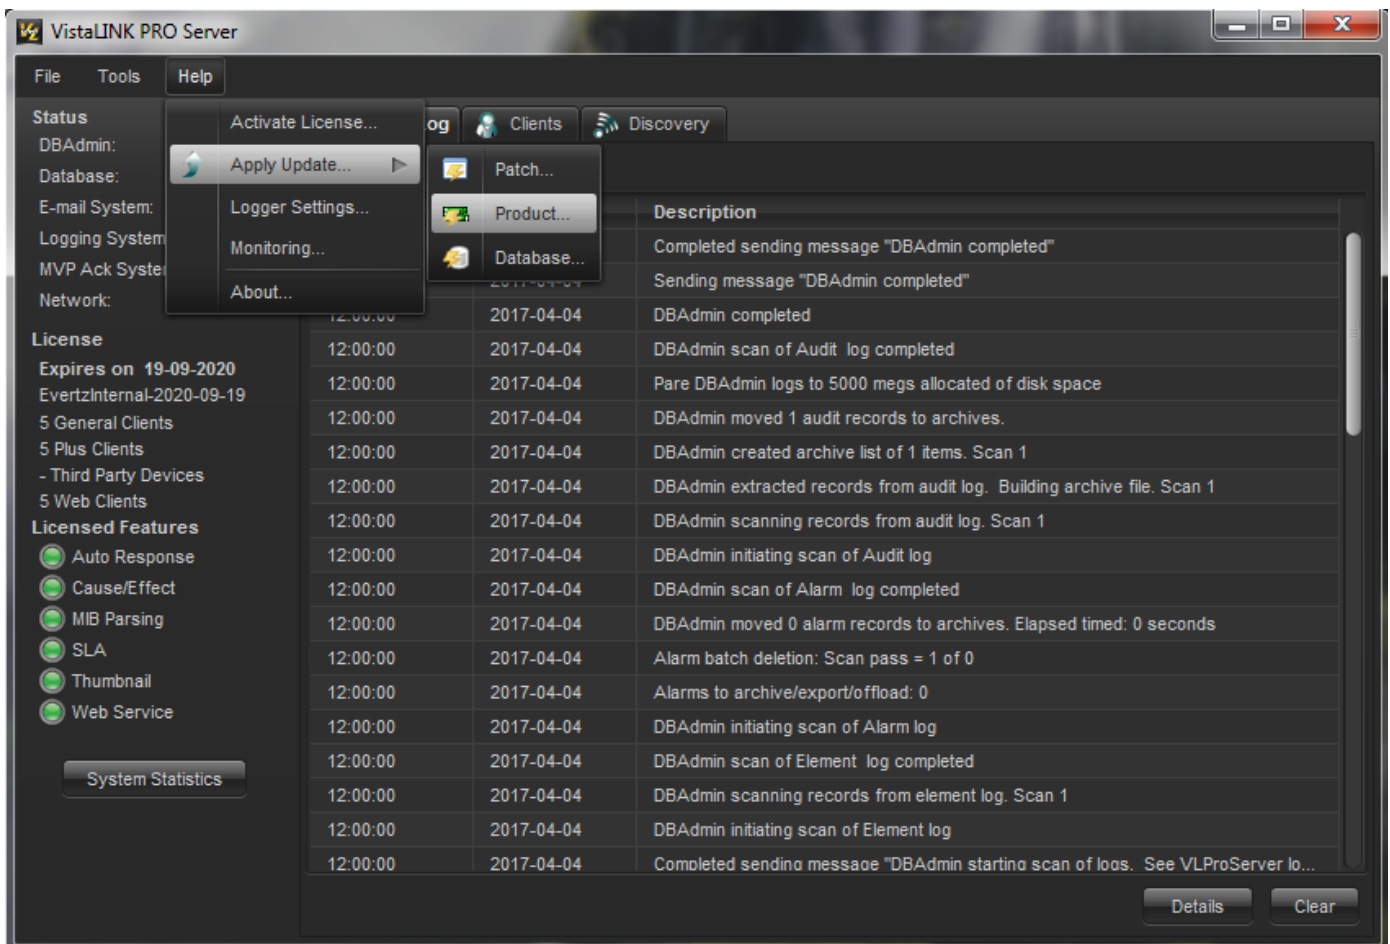 VistaLINK PRO Server
File Tools Help
Status
DBAdmin:
Database:
E-mail System:
Logging System
MVP Ack Syste
Network:
License
Expires on 19-09-2020
EvertzInternal-2020-09-19
5 General Clients
5 Plus Clients
- Third Party Devices
5 Web Clients
Licensed Features
Auto Response
Cause/Effect
MIB Parsing
SLA
Thumbnail
Web Service
System Statistics
Activate License...
Apply Update...
Logger Settings...
Monitoring...
About...
Patch...
Product...
Database...
og Clients Discovery
Description
Completed sending message "DBAdmin completed"
2017-04-04 Sending message "DBAdmin completed"
12:00:00 2017-04-04 DBAdmin completed
12:00:00 2017-04-04 DBAdmin scan of Audit log completed
12:00:00 2017-04-04 Pare DBAdmin logs to 5000 megs allocated of disk space
12:00:00 2017-04-04 DBAdmin moved 1 audit records to archives.
12:00:00 2017-04-04 DBAdmin created archive list of 1 items. Scan 1
12:00:00 2017-04-04 DBAdmin extracted records from audit log. Building archive file. Scan 1
12:00:00 2017-04-04 DBAdmin scanning records from audit log. Scan 1
12:00:00 2017-04-04 DBAdmin initiating scan of Audit log
12:00:00 2017-04-04 DBAdmin scan of Alarm log completed
12:00:00 2017-04-04 DBAdmin moved 0 alarm records to archives. Elapsed timed: 0 seconds
12:00:00 2017-04-04 Alarm batch deletion: Scan pass = 1 of 0
12:00:00 2017-04-04 Alarms to archive/export/offload: 0
12:00:00 2017-04-04 DBAdmin initiating scan of Alarm log
12:00:00 2017-04-04 DBAdmin scan of Element log completed
12:00:00 2017-04-04 DBAdmin scanning records from element log. Scan 1
12:00:00 2017-04-04 DBAdmin initiating scan of Element log
12:00:00 2017-04-04 Completed sending message "DBAdmin starting scan of logs. See VLProServer lo...
Details Clear